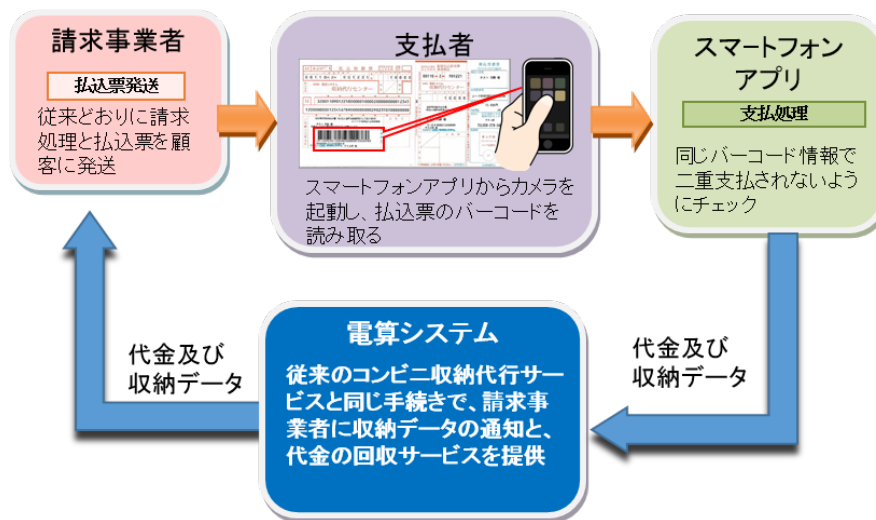 請求事業者
払込票発送
従来どおりに請求
処理と払込票を顧
客に発送
支払者
収納代行センター
スマートフォンアプリからカメラを
起動し、払込票のバーコードを
読み取る
スマートフォン
アプリ
支払処理
同じバーコード情報で
二重支払されないよう
にチェック
代金及び
収納データ
電算システム
従来のコンビニ収納代行サー
ビスと同じ手続きで、請求事
業者に収納データの通知と、
代金の回収サービスを提供
代金及び
収納データ